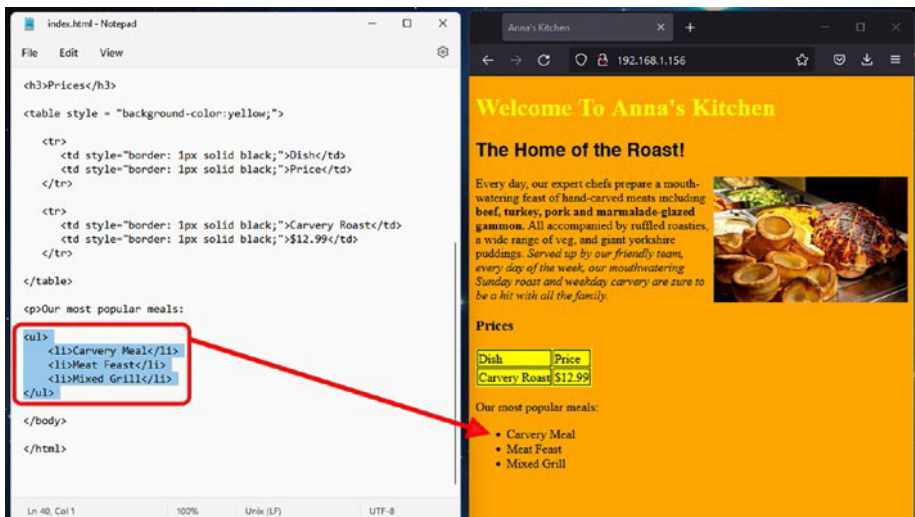 index.html - Notepad
File Edit View
<h3>Prices</h3>
<table style = "background-color:yellow;">
<tr>
<td style="border: 1px solid black;">Dish</td>
<td style="border: 1px solid black;">Price</td>
</tr>
<tr>
<td style="border: 1px solid black;">Carvery Roast</td>
<td style="border: 1px solid black;">$12.99</td>
</tr>
</table>
<p>Our most popular meals:
<ul>
<li>Carvery Meal</li>
<li>Meat Feast</li>
<li>Mixed Grill</li>
</ul>
</body>
</html>
Ln 40, Col 1 100% Unix (LF) UTF-8
Anna's Kitchen
192.168.1.156
Welcome To Anna's Kitchen
The Home of the Roast!
Every day, our expert chefs prepare a mouth-
watering feast of hand-carved meats including
beef, turkey, pork and marmalade-glazed
gammon. All accompanied by ruffled roasties,
a wide range of veg, and giant yorkshire
puddings. Served up by our friendly team,
every day of the week, our mouthwatering
Sunday roast and weekday carvery are sure to
be a hit with all the family.
Prices
Dish Price
Carvery Roast $12.99
Our most popular meals:
• Carvery Meal
• Meat Feast
• Mixed Grill